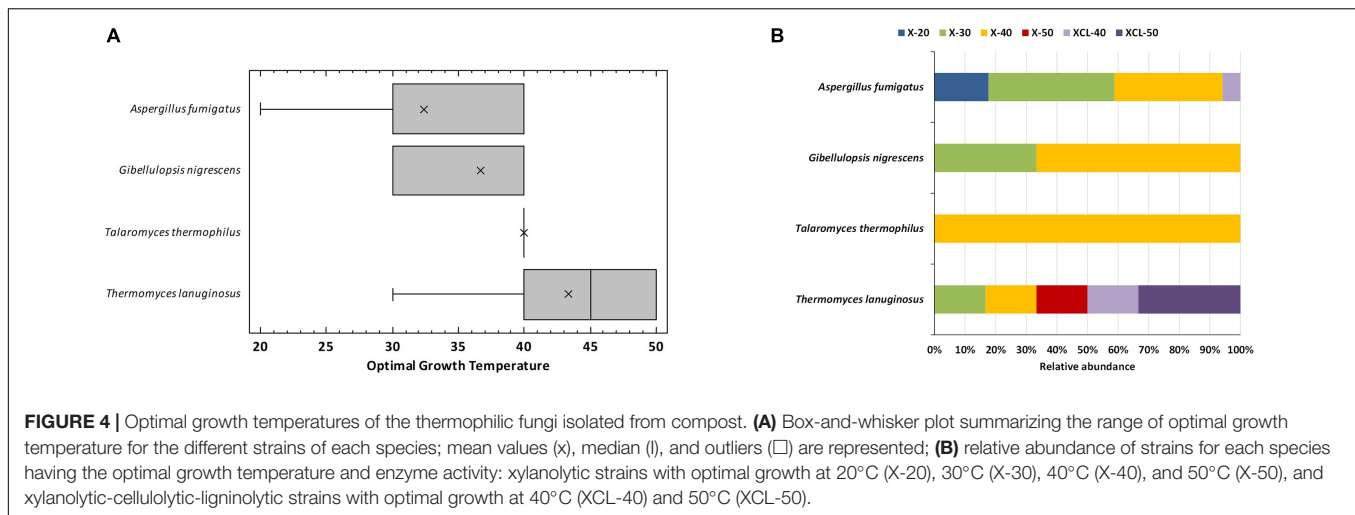 A
Aspergillus fumigatus
Gibellulopsis nigrescens
Talaromyces thermophilus
Thermomyces lanuginosus
20 25 30 35 40 45 50
Optimal Growth Temperature
B
X-20 X-30 X-40 X-50 XCL-40 XCL-50
Aspergillus fumigatus
Gibellulopsis nigrescens
Talaromyces thermophilus
Thermomyces lanuginosus
0% 10% 20% 30% 40% 50% 60% 70% 80% 90% 100%
Relative abundance
FIGURE 4 | Optimal growth temperatures of the thermophilic fungi isolated from compost. (A) Box-and-whisker plot summarizing the range of optimal growth
temperature for the different strains of each species; mean values (x), median (l), and outliers (□) are represented; (B) relative abundance of strains for each species
having the optimal growth temperature and enzyme activity: xylanolytic strains with optimal growth at 20°C (X-20), 30°C (X-30), 40°C (X-40), and 50°C (X-50), and
xylanolytic-cellulolytic-ligninolytic strains with optimal growth at 40°C (XCL-40) and 50°C (XCL-50).